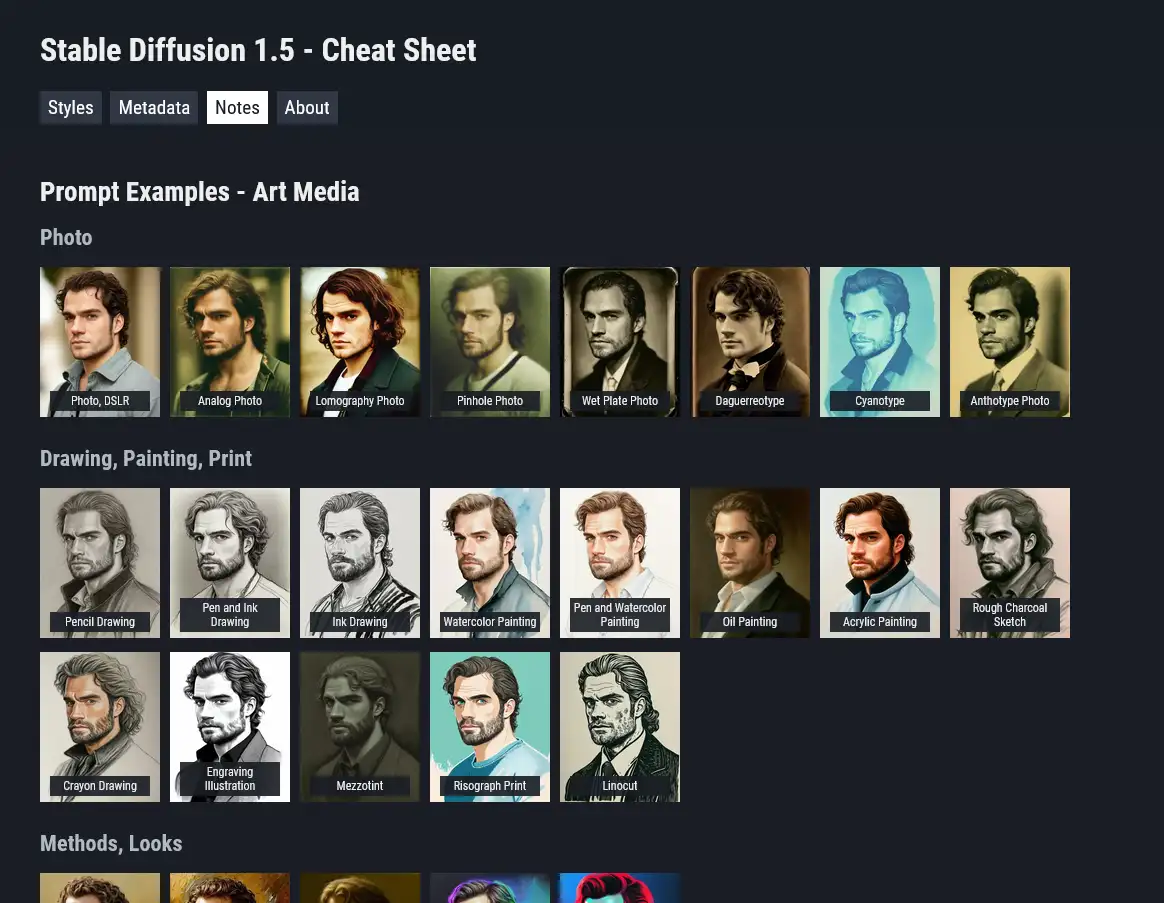 Stable Diffusion 1.5 - Cheat Sheet
Styles Metadata Notes About
Prompt Examples - Art Media
Photo
Photo, DSLR
Analog Photo
Lomography Photo
Pinhole Photo
Wet Plate Photo
Daguerreotype
Cyanotype
Anthotype Photo
Drawing, Painting, Print
Pencil Drawing
Pen and Ink
Drawing
Ink Drawing
Watercolor Painting
Pen and Watercolor
Painting
Oil Painting
Acrylic Painting
Rough Charcoal
Sketch
Crayon Drawing
Engraving
Illustration
Mezzotint
Risograph Print
Linocut
Methods, Looks